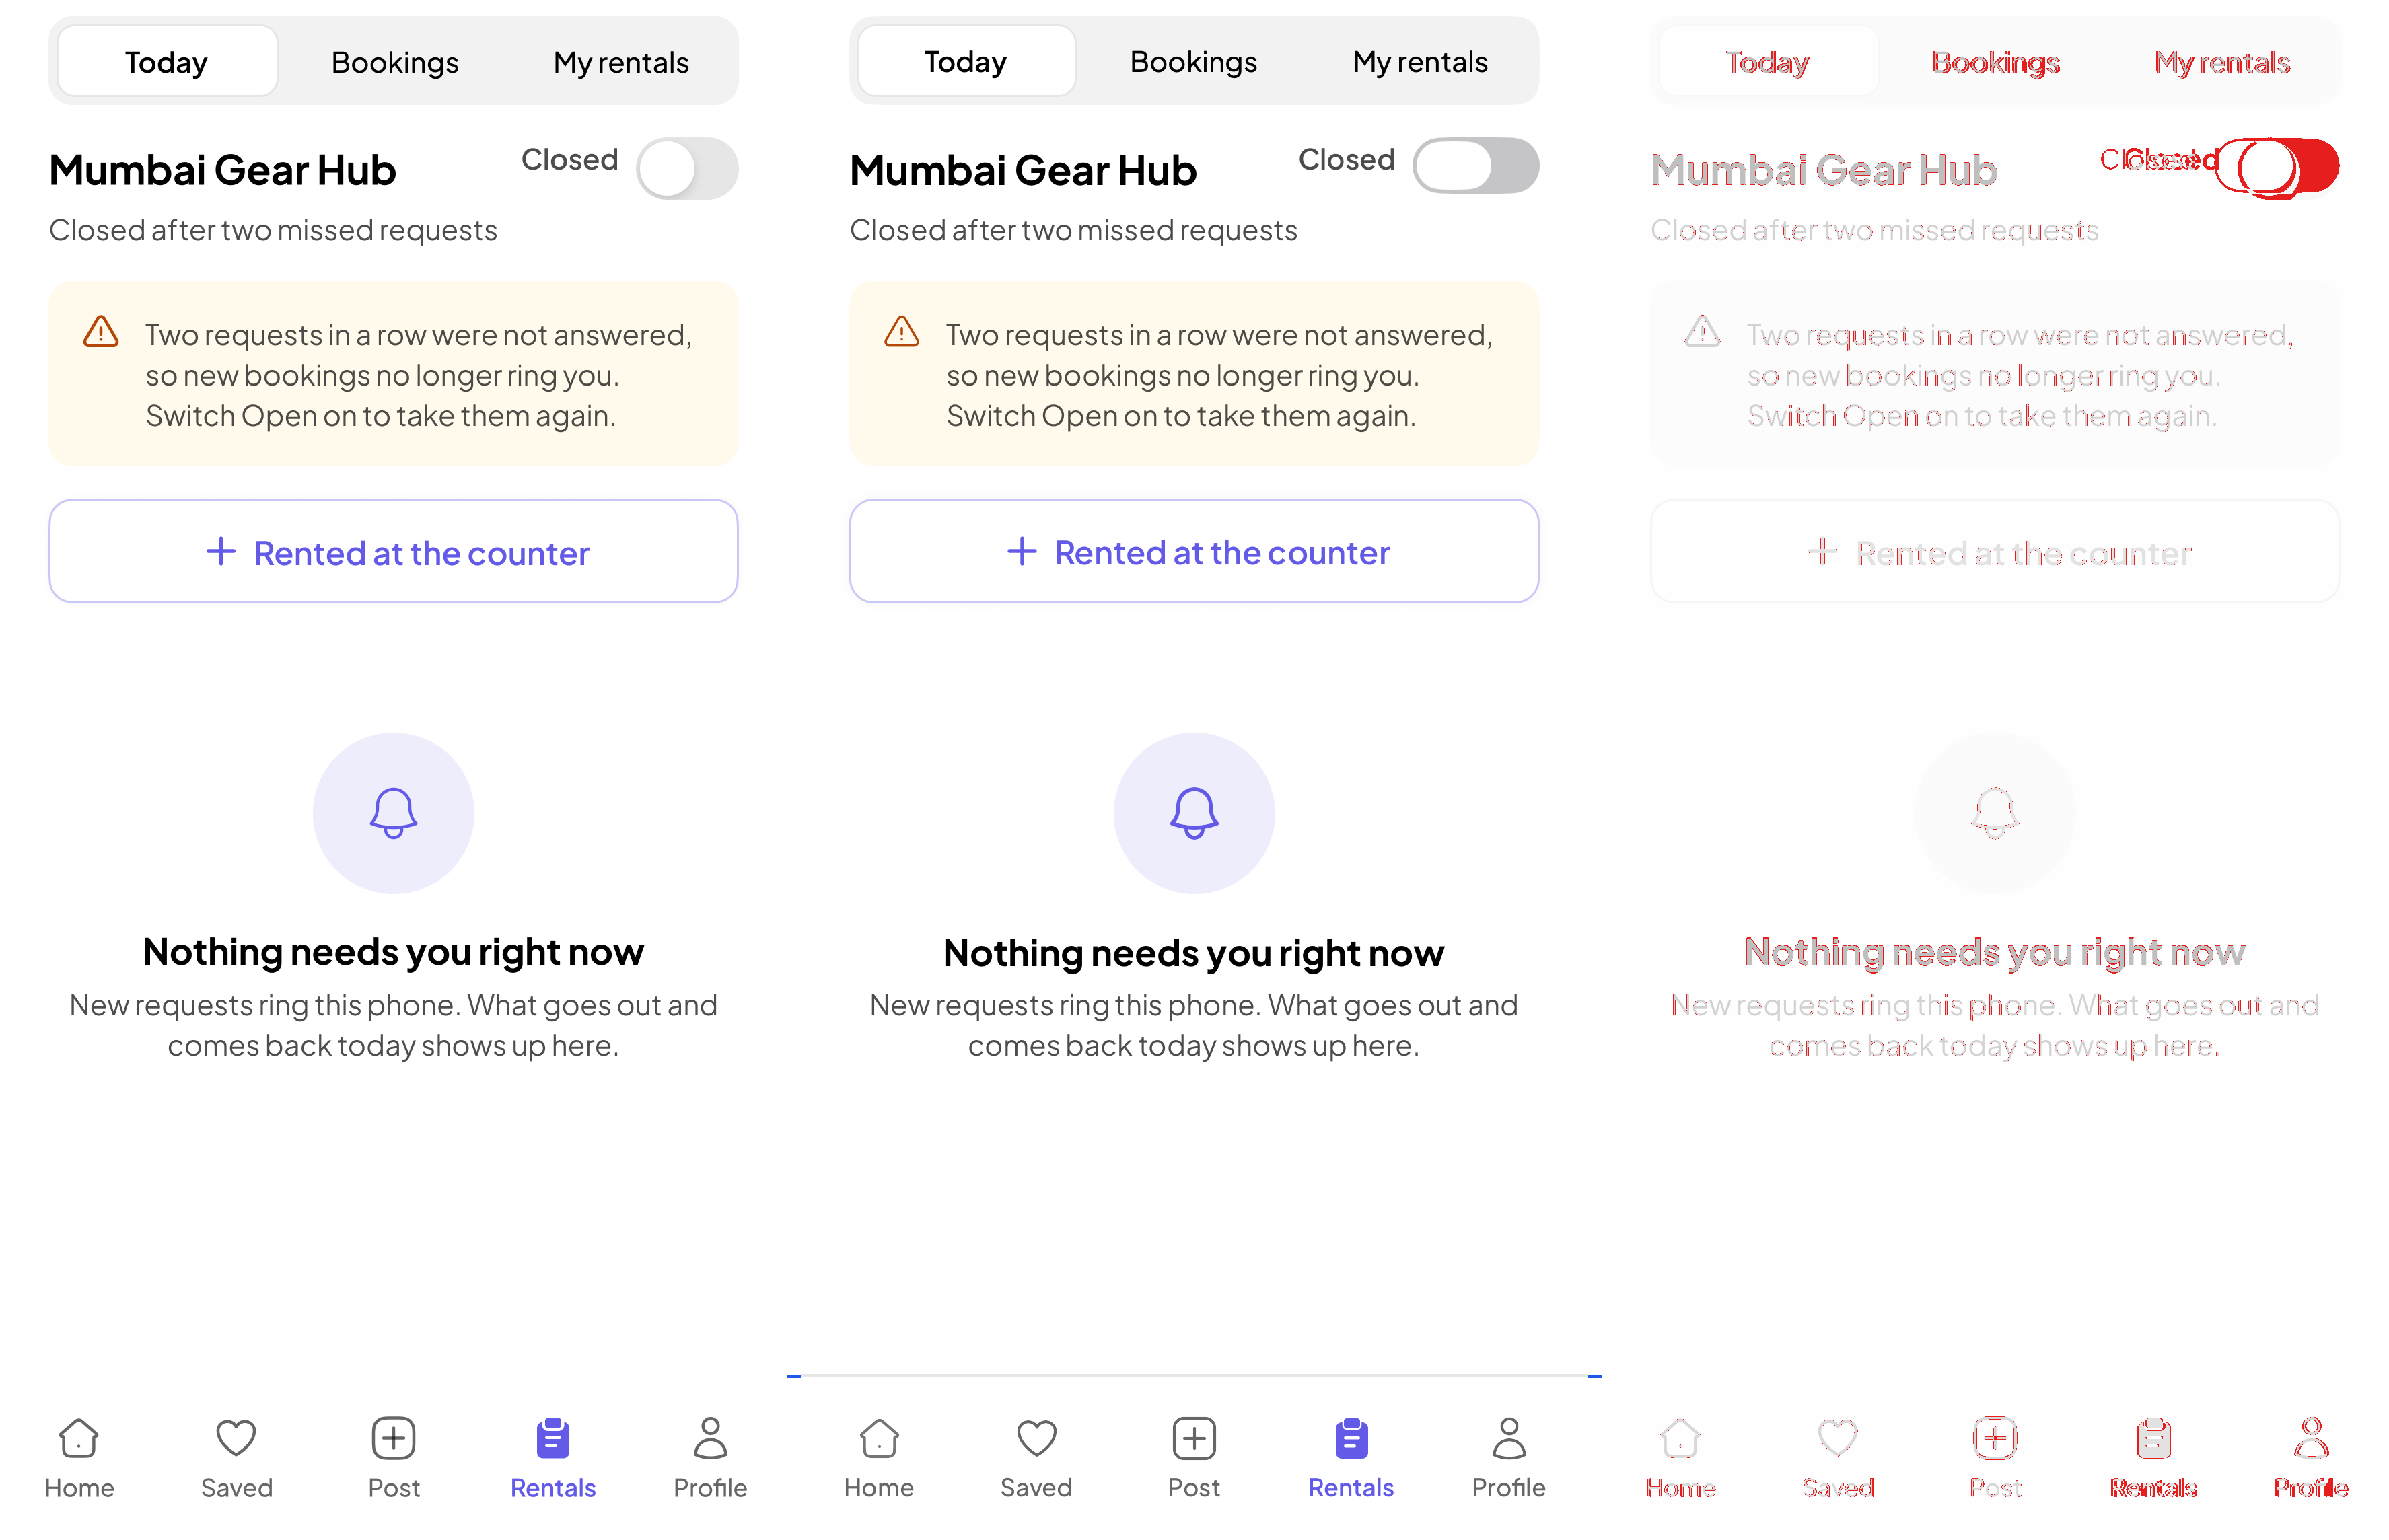 Today Bookings My rentals
Mumbai Gear Hub Closed
Closed after two missed requests
Two requests in a row were not answered,
so new bookings no longer ring you.
Switch Open on to take them again.
+ Rented at the counter
Nothing needs you right now
New requests ring this phone. What goes out and
comes back today shows up here.
Home Saved Post Rentals Profile
Today Bookings My rentals
Mumbai Gear Hub Closed
Closed after two missed requests
Two requests in a row were not answered,
so new bookings no longer ring you.
Switch Open on to take them again.
+ Rented at the counter
Nothing needs you right now
New requests ring this phone. What goes out and
comes back today shows up here.
Home Saved Post Rentals Profile
Today Bookings My rentals
Mumbai Gear Hub
Closed after two missed requests
Two requests in a row were not answered,
so new bookings no longer ring you.
Switch Open on to take them again.
+ Rented at the counter
Nothing needs you right now
New requests ring this phone. What goes out and
comes back today shows up here.
Home Saved Post Rentals Profile